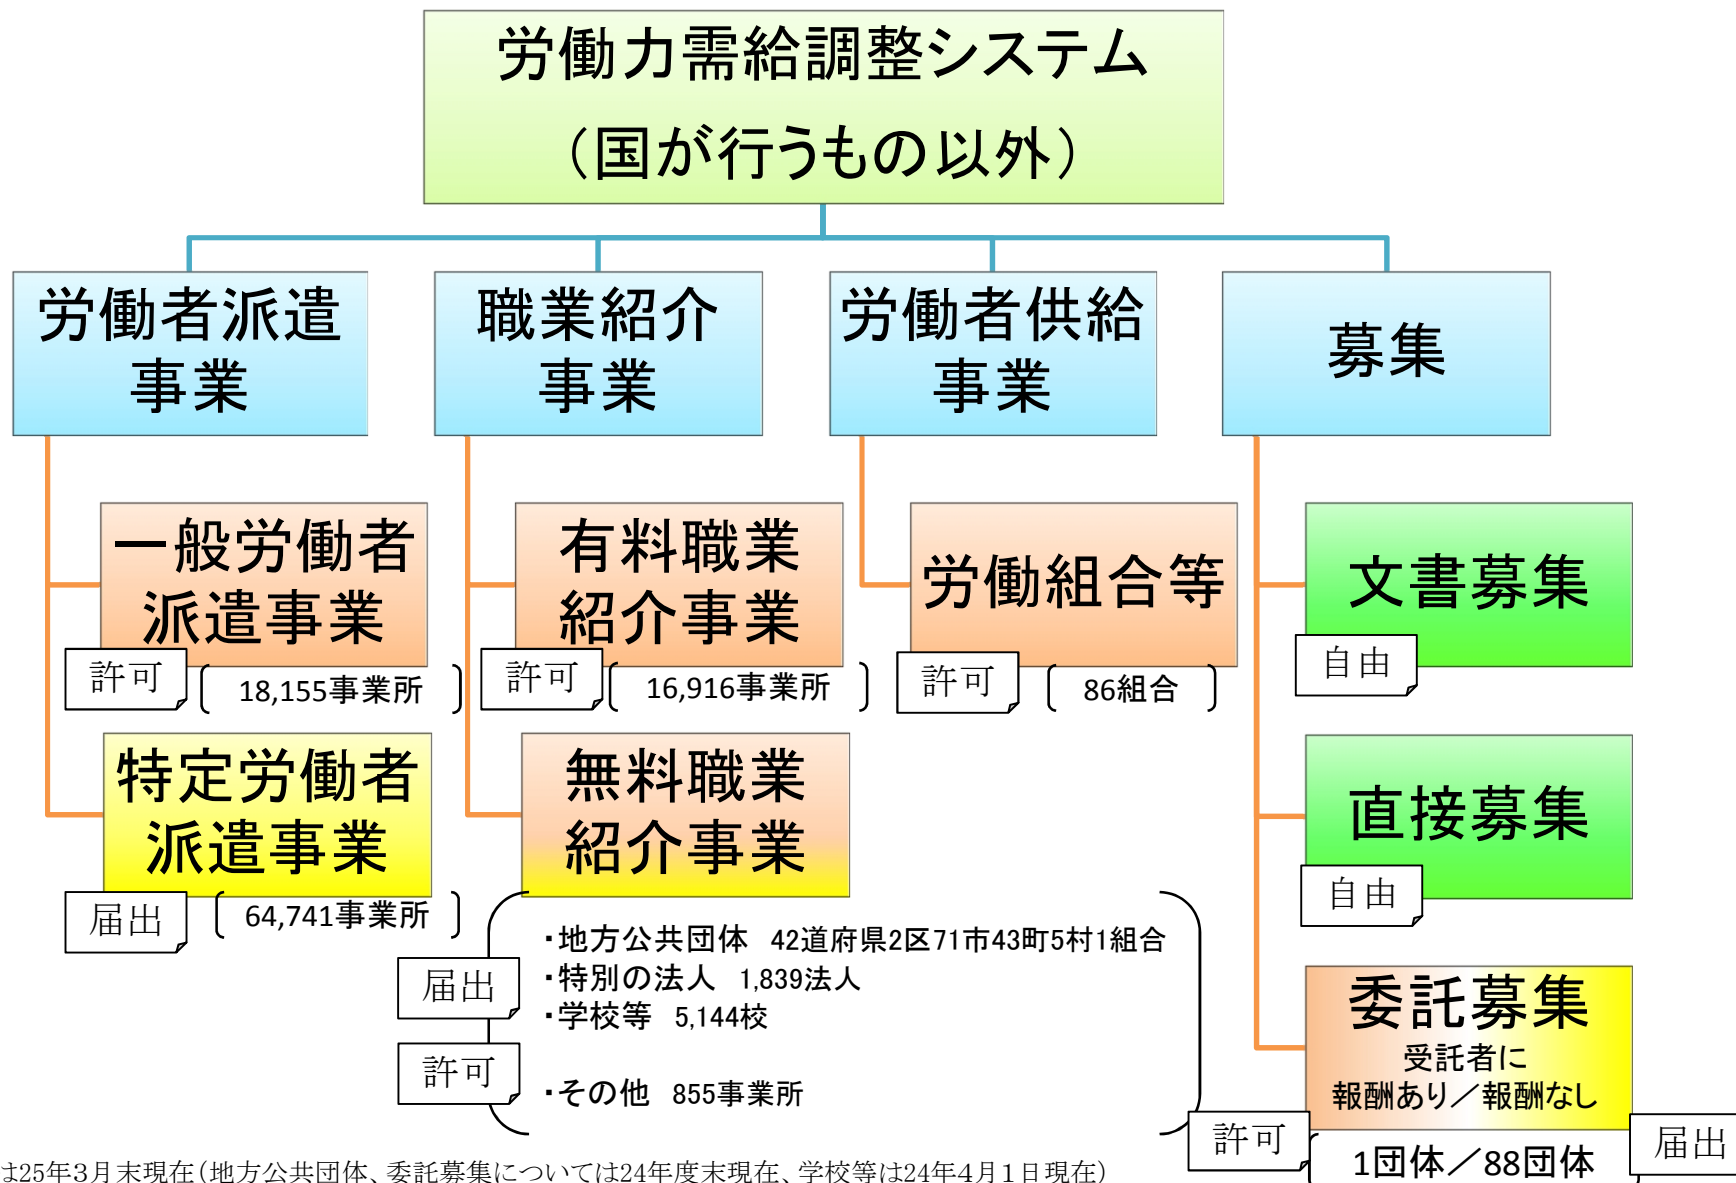 労働力需給調整システム
（国が行うもの以外）
労働者派遣
事業
職業紹介
事業
労働者供給
事業
募集
一般労働者
派遣事業
許可
18,155事業所
有料職業
紹介事業
許可
16,916事業所
労働組合等
許可
86組合
文書募集
自由
特定労働者
派遣事業
届出
64,741事業所
無料職業
紹介事業
届出
・地方公共団体 42道府県2区71市43町5村1組合
・特別の法人 1,839法人
・学校等 5,144校
許可
・その他 855事業所
直接募集
自由
委託募集
受託者に
報酬あり／報酬なし
許可
1団体／88団体
届出
は25年3月末現在（地方公共団体、委託募集については24年度末現在、学校等は24年4月1日現在）